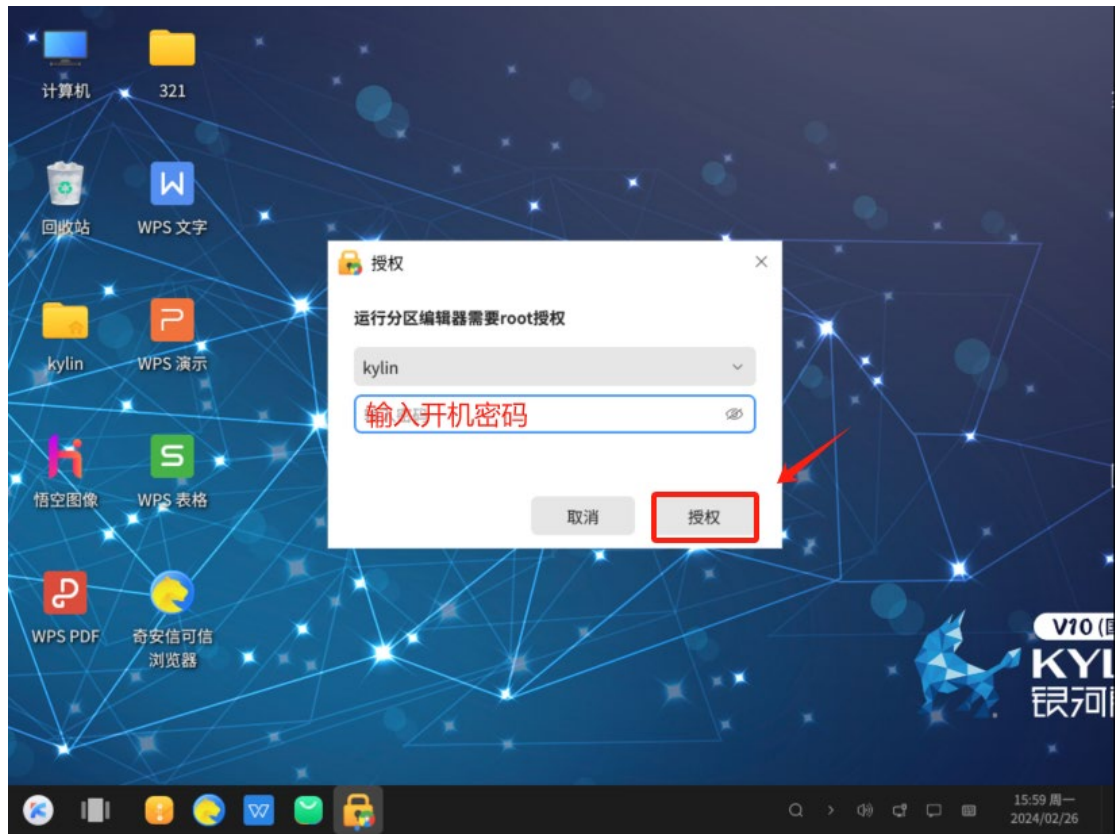 计算机
321
回收站
WPS 文字
kylin
WPS 演示
悟空图像
WPS 表格
WPS PDF
奇安信可信
浏览器
授权
运行分区编辑器需要root授权
kylin
输入开机密码
取消
授权
V10
KYL
银河
15:59 周一
2024/02/26